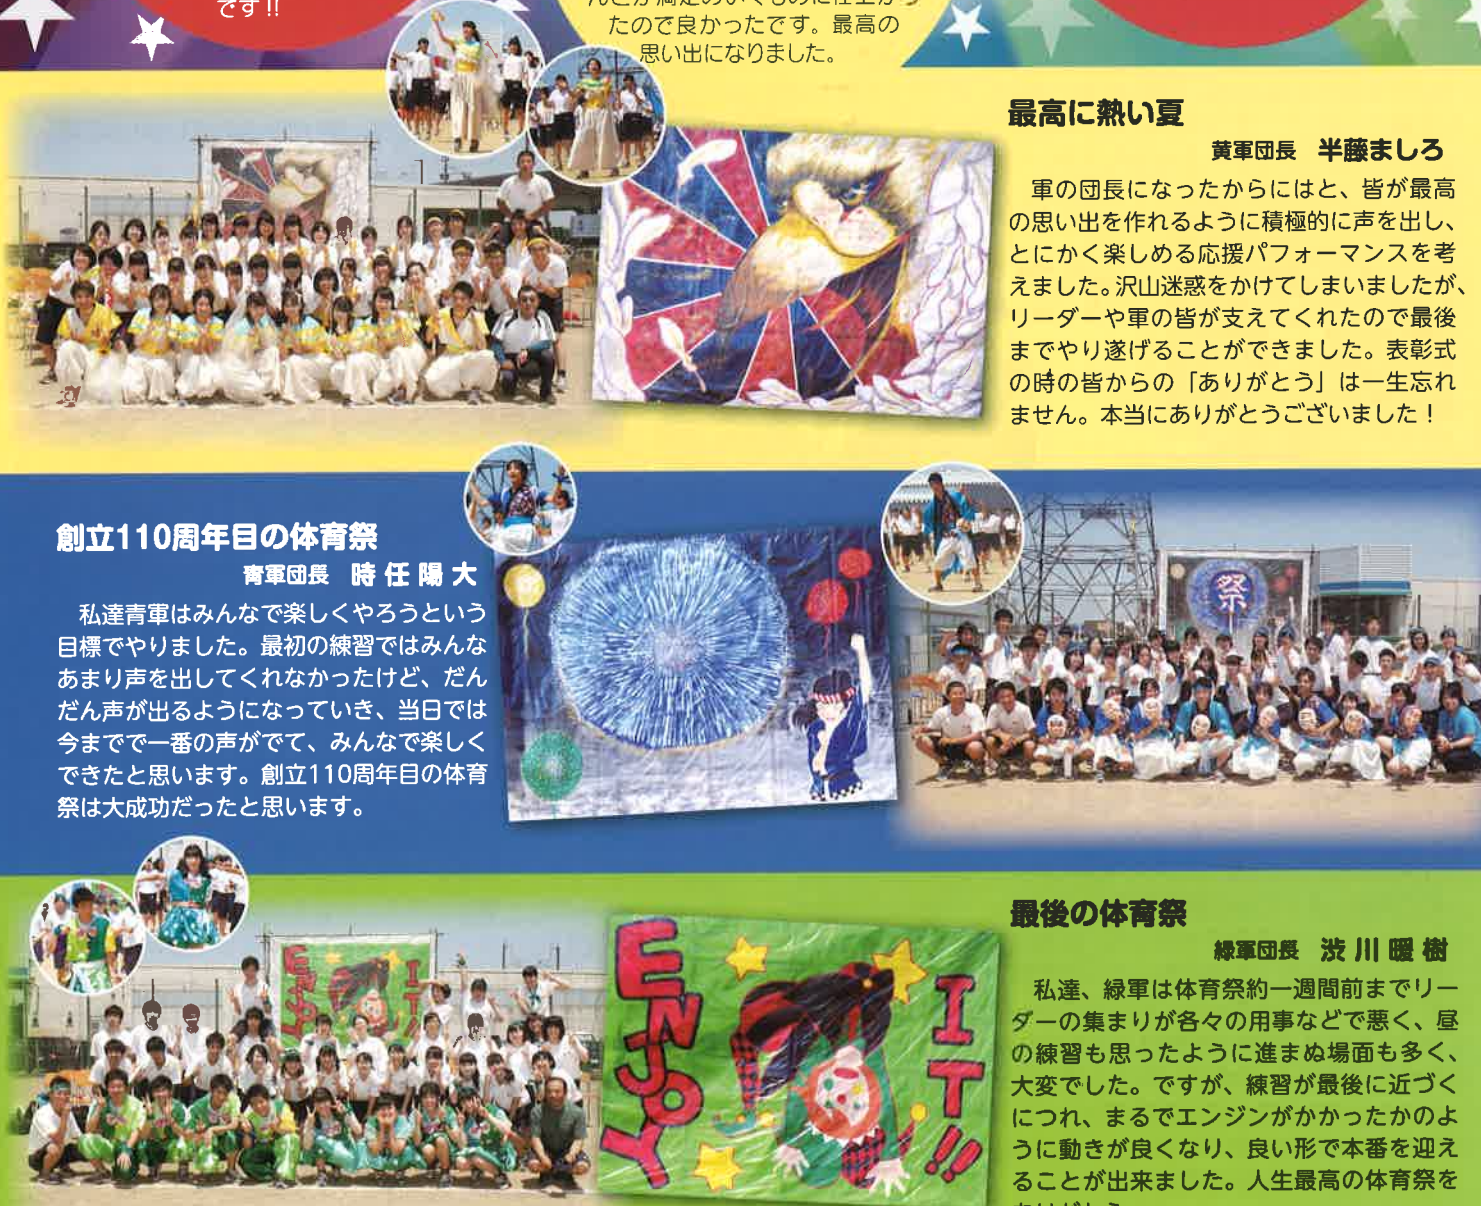 です!!
たので良かったです。最高の
思い出になりました。
最高に熱い夏
黄軍団長 半藤ましろ
軍の団長になったからにはと、皆が最高
の思い出を作れるように積極的に声を出し、
とにかく楽しめる応援パフォーマンスを考
えました。沢山迷惑をかけてしまいましたが、
リーダーや軍の皆が支えてくれたので最後
までやり遂げることができました。表彰式
の時の皆からの「ありがとう」は一生忘れ
ません。本当にありがとうございました！
創立110周年目の体育祭
青軍団長 時任陽大
私達青軍はみんなで楽しくやろうという
目標でやりました。最初の練習ではみんな
あまり声を出してくれなかったけど、だん
だん声が出るようになっていき、当日では
今までで一番の声がでて、みんなで楽しく
できたと思います。創立110周年目の体育
祭は大成功だったと思います。
祭
最後の体育祭
緑軍団長 渋川暖樹
私達、緑軍は体育祭約一週間前までリー
ダーの集まりが各々の用事などで悪く、昼
の練習も思ったように進まぬ場面も多く、
大変でした。ですが、練習が最後に近づく
につれ、まるでエンジンがかかったかのよ
うに動きが良くなり、良い形で本番を迎え
ることが出来ました。人生最高の体育祭を
ENJOY
IT!!
ENJOY
IT!!